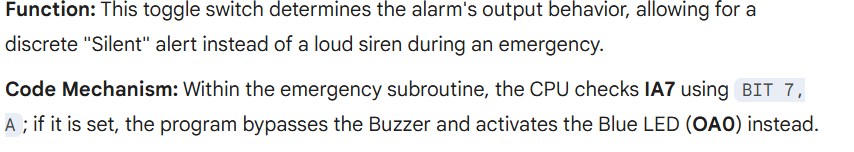 Function: This toggle switch determines the alarm's output behavior, allowing for a
discrete "Silent" alert instead of a loud siren during an emergency.
Code Mechanism: Within the emergency subroutine, the CPU checks IA7 using BIT 7,
A ; if it is set, the program bypasses the Buzzer and activates the Blue LED (OA0) instead.